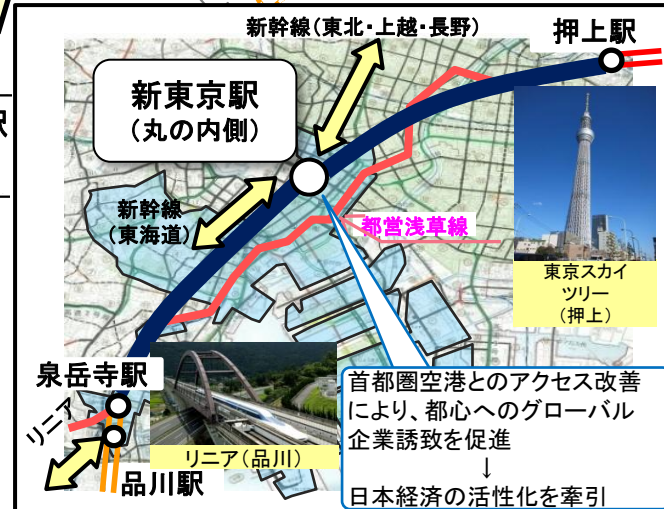 新幹線(東北・上越・長野)
押上駅
駅
新東京駅
(丸の内側)
新幹線
(東海道)
都営浅草線
東京スカイ
ツリー
(押上)
泉岳寺駅
リニア
リニア(品川)
品川駅
首都圏空港とのアクセス改善
により、都心へのグローバル
企業誘致を促進
↓
日本経済の活性化を牽引